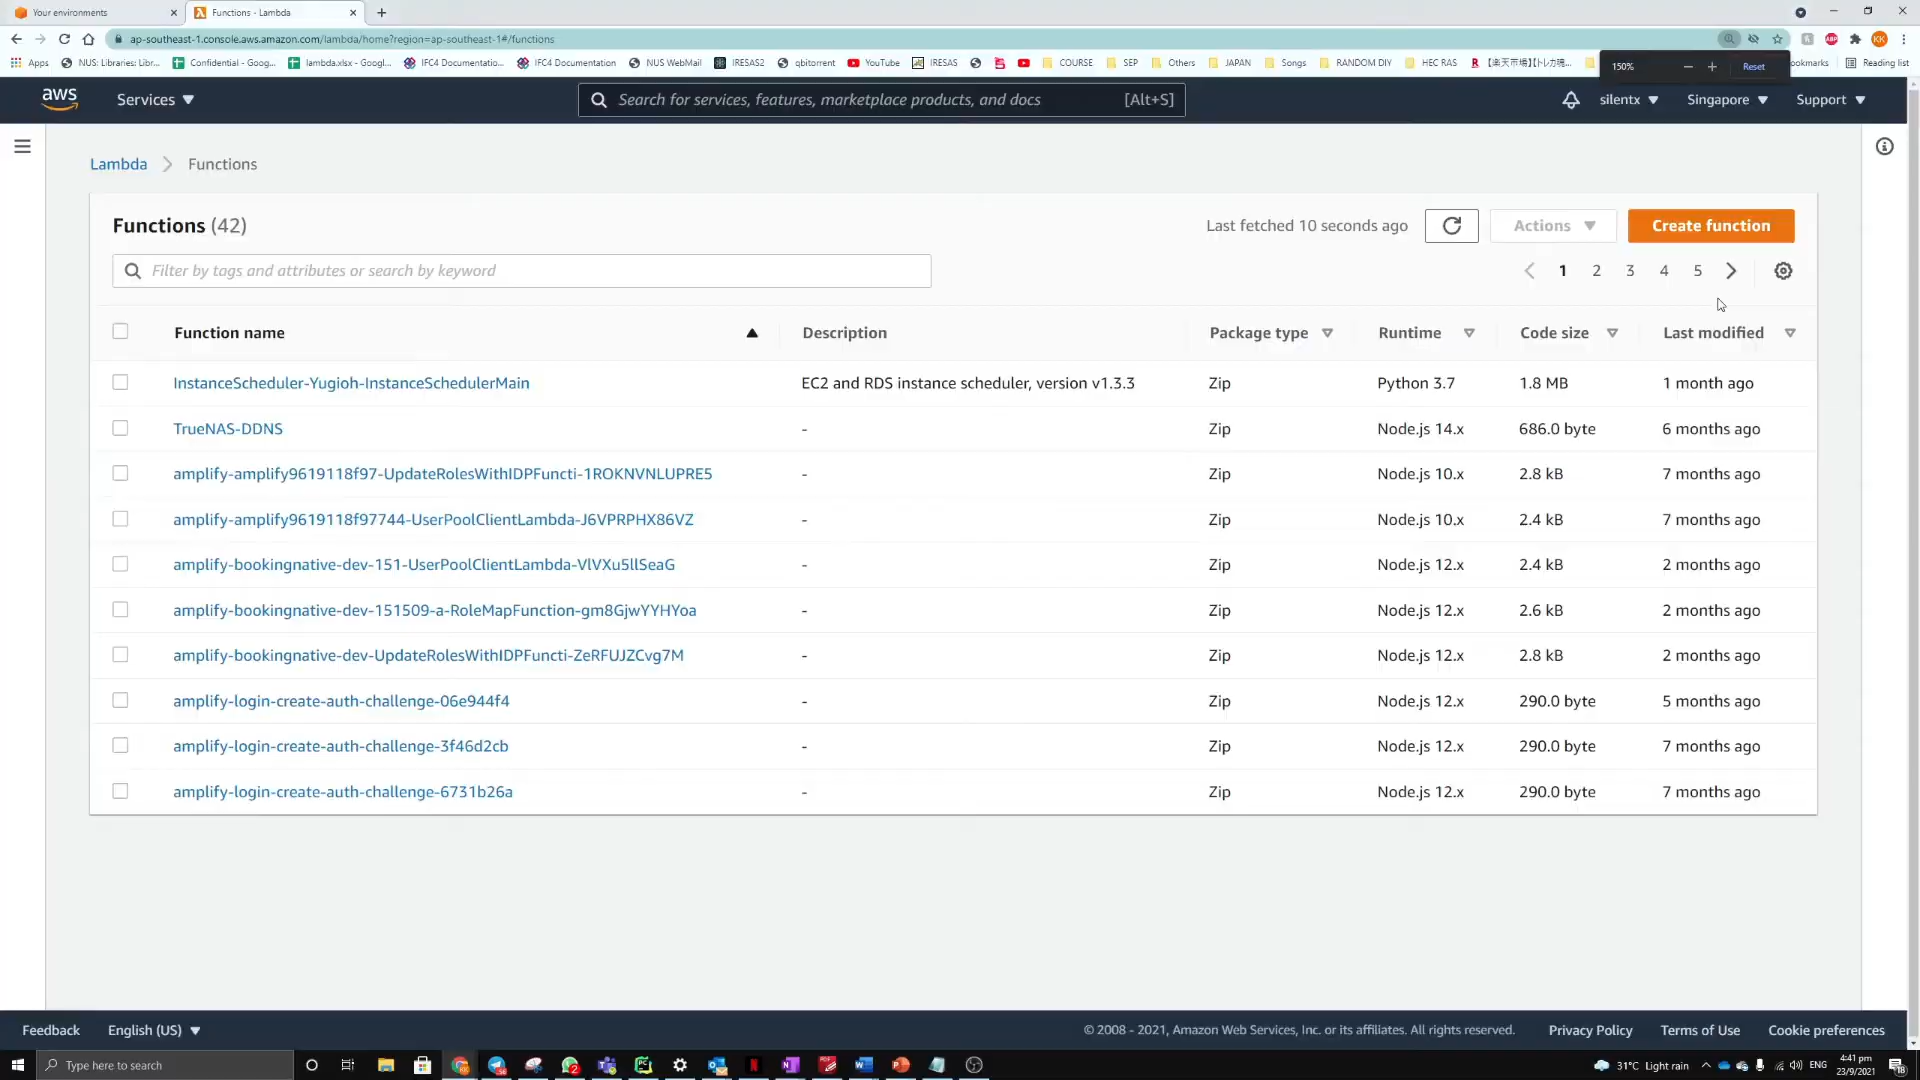 Your environments
Functions - Lambda
ap-southeast-1.console.aws.amazon.com/lambda/home?region=ap-southeast-1#/functions
Apps
NUS: Libraries: Libr...
Confidential - Goog...
lambda.xlsx - Googl...
IFC4 Documentatio...
IFC4 Documentation
NUS WebMail
IRESAS2
qbitorrent
YouTube
IRESAS
COURSE
SEP
Others
JAPAN
Songs
RANDOM DIY
HEC RAS
Reading list
150%
Reset
aws
Services
Search for services, features, marketplace products, and docs
[Alt+S]
silentx
Singapore
Support
Lambda
Functions
Functions (42)
Last fetched 10 seconds ago
Actions
Create function
Filter by tags and attributes or search by keyword
1 2 3 4 5
Function name Description Package type Runtime Code size Last modified
InstanceScheduler-Yugioh-InstanceSchedulerMain EC2 and RDS instance scheduler, version v1.3.3 Zip Python 3.7 1.8 MB 1 month ago
TrueNAS-DDNS - Zip Node.js 14.x 686.0 byte 6 months ago
amplify-amplify9619118f97-UpdateRolesWithIDPFuncti-1ROKNVNLUPRE5 - Zip Node.js 10.x 2.8 kB 7 months ago
amplify-amplify9619118f97744-UserPoolClientLambda-J6VPRPHX86VZ - Zip Node.js 10.x 2.4 kB 7 months ago
amplify-bookingnative-dev-151-UserPoolClientLambda-VlVXu5llSeaG - Zip Node.js 12.x 2.4 kB 2 months ago
amplify-bookingnative-dev-151509-a-RoleMapFunction-gm8GjwYYHYoa - Zip Node.js 12.x 2.6 kB 2 months ago
amplify-bookingnative-dev-UpdateRolesWithIDPFuncti-ZeRFUJZCvg7M - Zip Node.js 12.x 2.8 kB 2 months ago
amplify-login-create-auth-challenge-06e944f4 - Zip Node.js 12.x 290.0 byte 5 months ago
amplify-login-create-auth-challenge-3f46d2cb - Zip Node.js 12.x 290.0 byte 7 months ago
amplify-login-create-auth-challenge-6731b26a - Zip Node.js 12.x 290.0 byte 7 months ago
Feedback
English (US)
© 2008 - 2021, Amazon Web Services, Inc. or its affiliates. All rights reserved.
Privacy Policy
Terms of Use
Cookie preferences
Type here to search
31°C Light rain
ENG
4:41 pm
23/9/2021